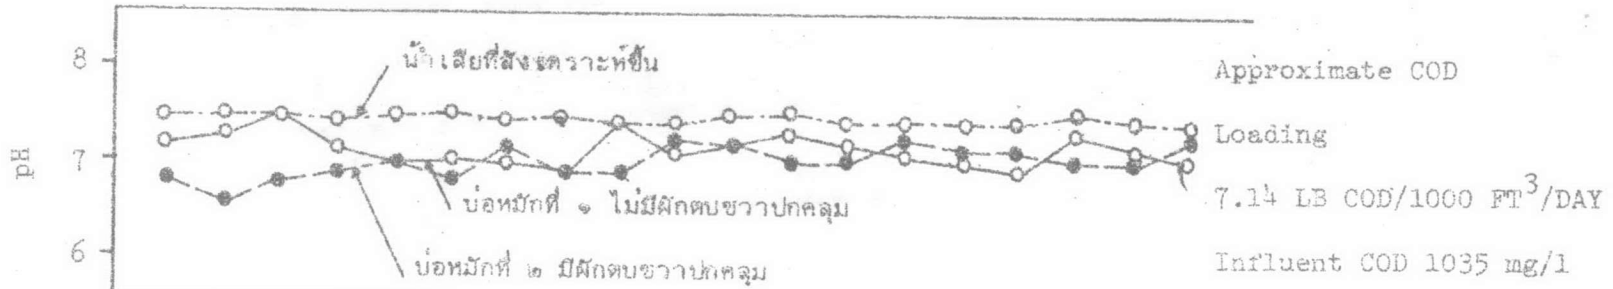 8
น้ำเสียที่สังเคราะห์ขึ้น
Approximate COD
Loading
pH
7
7.14 LB COD/1000 FT³/DAY
บ่อหมักที่ ๑ ไม่มีผักตบชวาปกคลุม
6
บ่อหมักที่ ๒ มีผักตบชวาปกคลุม
Influent COD 1035 mg/l